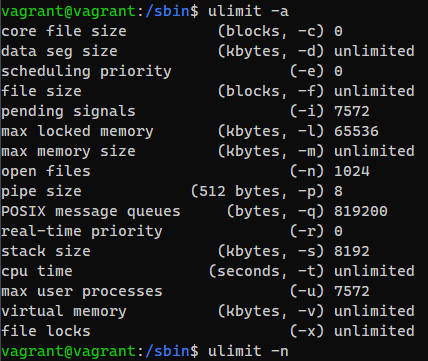 vagrant@vagrant:/sbin$ ulimit -a
core file size          (blocks, -c) 0
data seg size           (kbytes, -d) unlimited
scheduling priority             (-e) 0
file size               (blocks, -f) unlimited
pending signals                 (-i) 7572
max locked memory       (kbytes, -l) 65536
max memory size         (kbytes, -m) unlimited
open files                      (-n) 1024
pipe size            (512 bytes, -p) 8
POSIX message queues     (bytes, -q) 819200
real-time priority              (-r) 0
stack size              (kbytes, -s) 8192
cpu time               (seconds, -t) unlimited
max user processes              (-u) 7572
virtual memory          (kbytes, -v) unlimited
file locks                      (-x) unlimited
vagrant@vagrant:/sbin$ ulimit -n